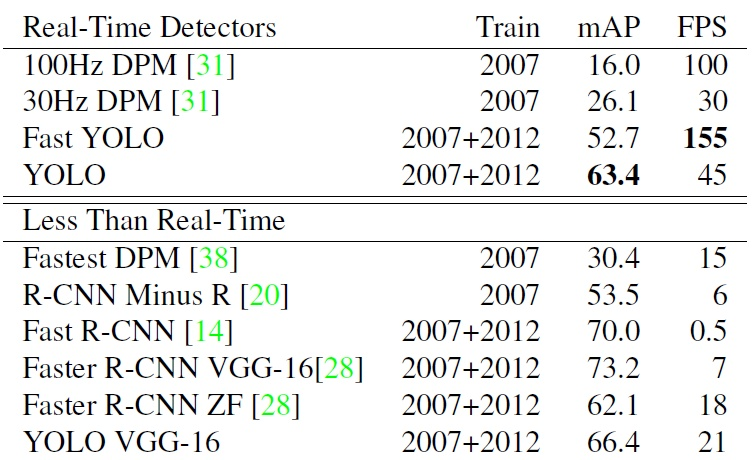 Real-Time Detectors Train mAP FPS
100Hz DPM [31] 2007 16.0 100
30Hz DPM [31] 2007 26.1 30
Fast YOLO 2007+2012 52.7 155
YOLO 2007+2012 63.4 45
Less Than Real-Time
Fastest DPM [38] 2007 30.4 15
R-CNN Minus R [20] 2007 53.5 6
Fast R-CNN [14] 2007+2012 70.0 0.5
Faster R-CNN VGG-16[28] 2007+2012 73.2 7
Faster R-CNN ZF [28] 2007+2012 62.1 18
YOLO VGG-16 2007+2012 66.4 21